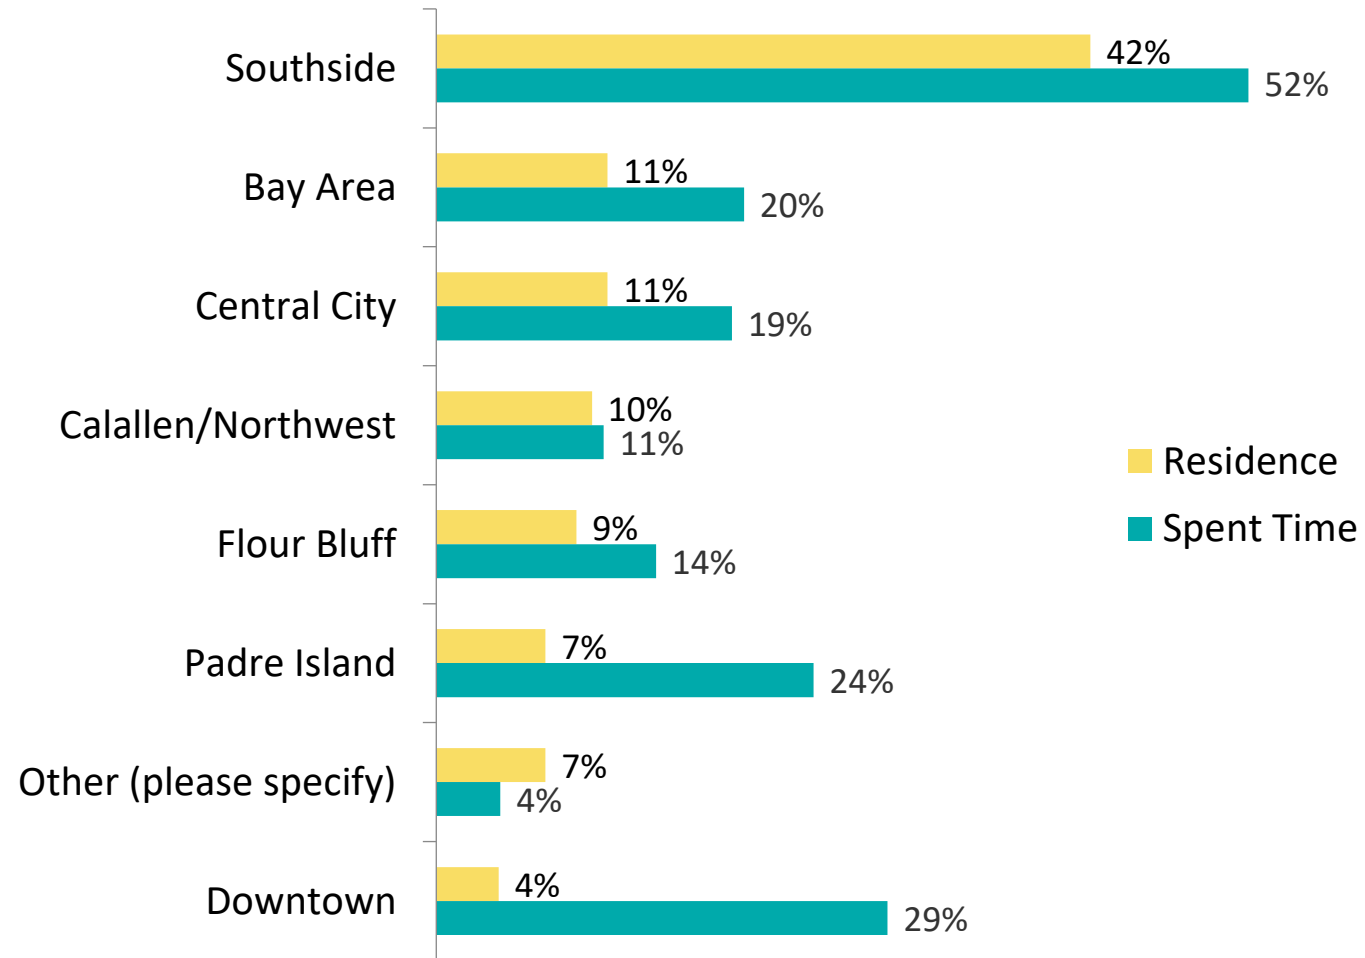 Southside
42%
52%
Bay Area
11%
20%
Central City
11%
19%
Calallen/Northwest
10%
11%
Flour Bluff
9%
14%
Padre Island
7%
24%
Other (please specify)
7%
4%
Downtown
4%
29%
Residence
Spent Time